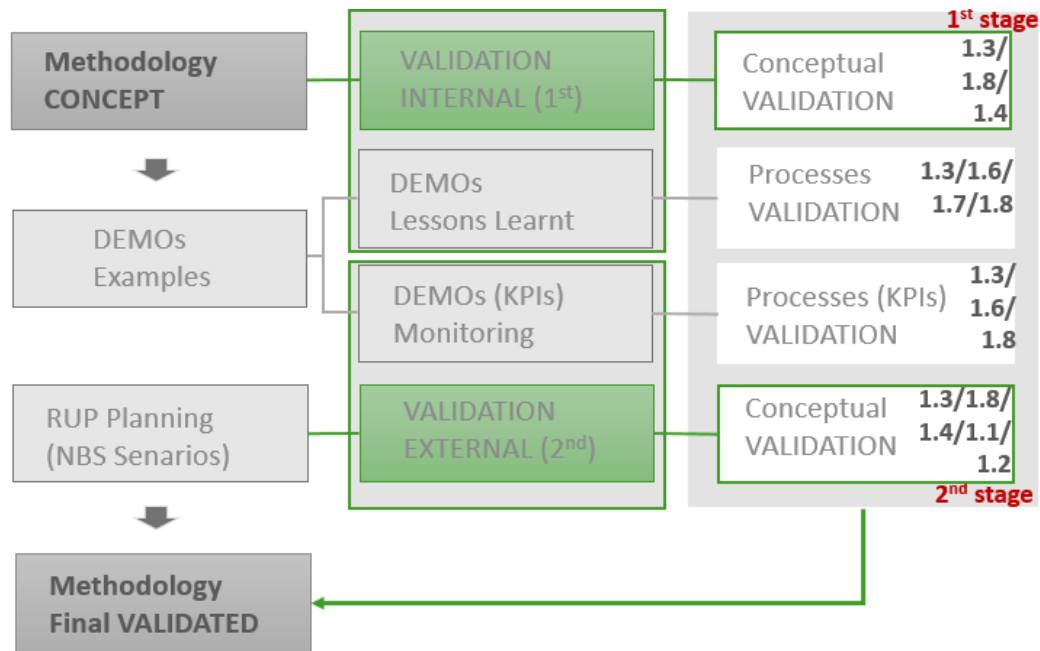 1st stage
Methodology
CONCEPT
VALIDATION
INTERNAL (1st)
Conceptual
VALIDATION
1.3/
1.8/
1.4
DEMOs
Examples
DEMOs
Lessons Learnt
Processes
VALIDATION
1.3/1.6/
1.7/1.8
DEMOs (KPIs)
Monitoring
Processes (KPIs)
VALIDATION
1.3/
1.6/
1.8
RUP Planning
(NBS Senarios)
VALIDATION
EXTERNAL (2nd)
Conceptual
VALIDATION
1.3/1.8/
1.4/1.1/
1.2
2nd stage
Methodology
Final VALIDATED